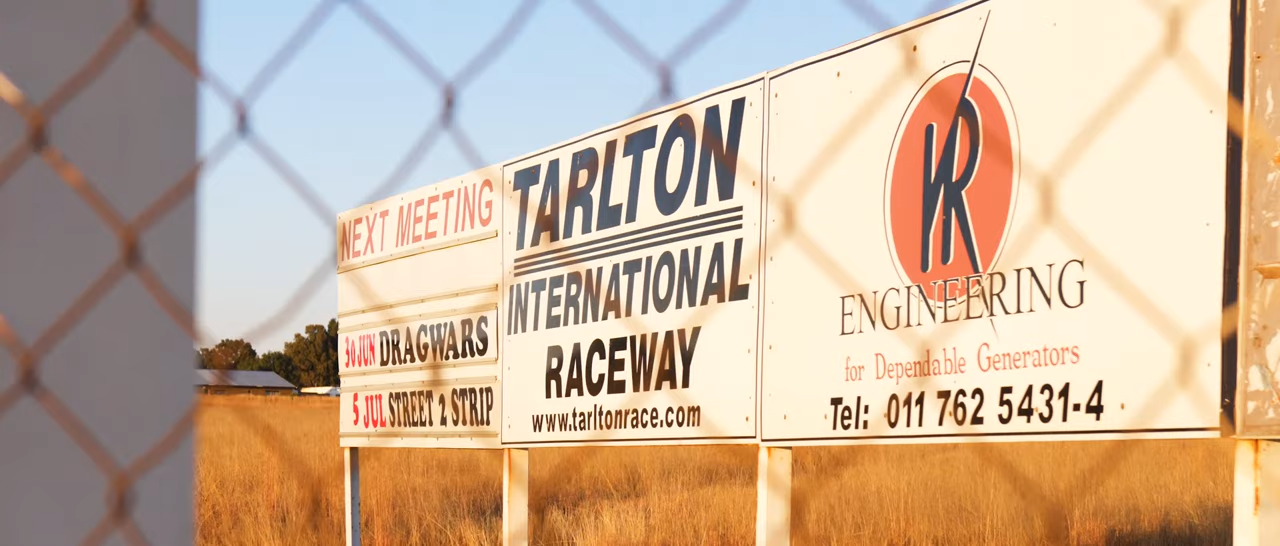 NEXT MEETING
30 JUN DRAGWARS
5 JUL STREET 2 STRIP
TARLTON
INTERNATIONAL
RACEWAY
www.tarltonrace.com
VR
ENGINEERING
for Dependable Generators
Tel: 011 762 5431-4